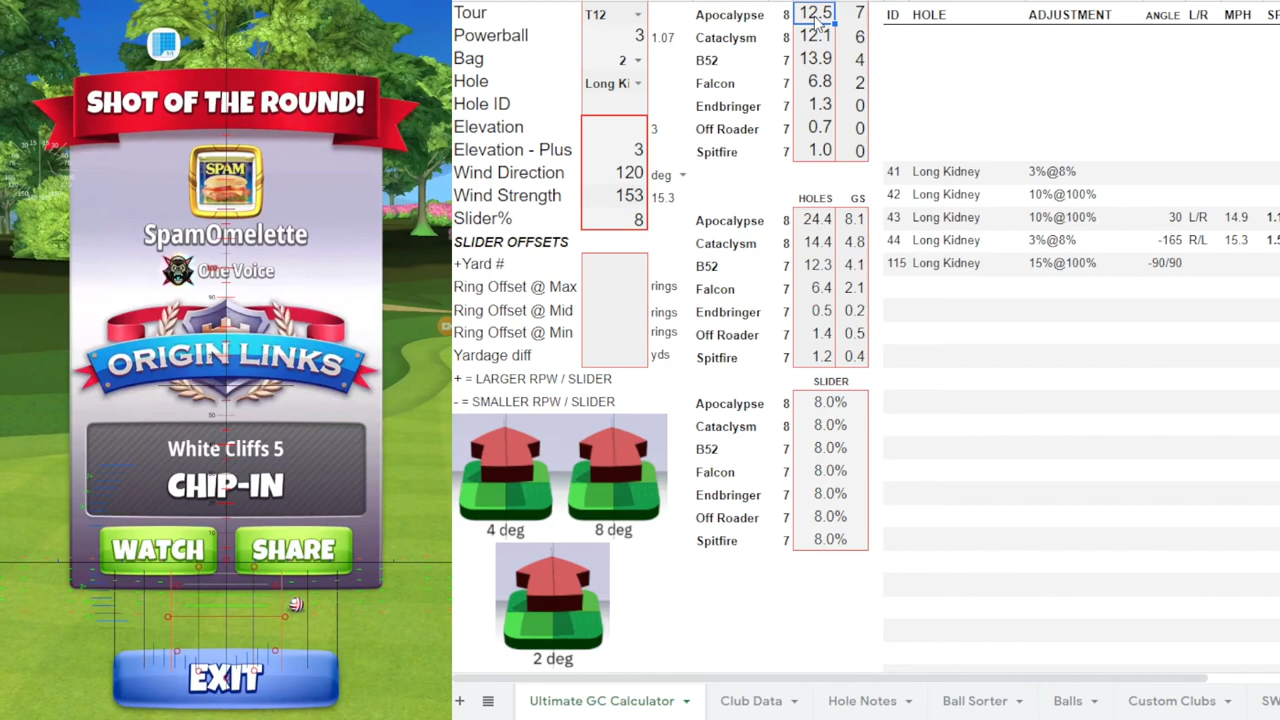 SHOT OF THE ROUND!
SPAM
SpamOmelette
One Voice
ORIGIN LINKS
White Cliffs 5
CHIP-IN
WATCH
SHARE
EXIT
Tour T12
Powerball 3 1.07
Bag 2
Hole Long Ki
Hole ID
Elevation 3
Elevation - Plus 3
Wind Direction 120 deg
Wind Strength 153 15.3
Slider% 8
SLIDER OFFSETS
+Yard #
Ring Offset @ Max rings
Ring Offset @ Mid rings
Ring Offset @ Min rings
Yardage diff yds
+ = LARGER RPW / SLIDER
- = SMALLER RPW / SLIDER
4 deg
8 deg
2 deg
Apocalypse 8 12.5 7
Cataclysm 8 12.1 6
B52 7 13.9 4
Falcon 7 6.8 2
Endbringer 7 1.3 0
Off Roader 7 0.7 0
Spitfire 7 1.0 0
HOLES GS
Apocalypse 8 24.4 8.1
Cataclysm 8 14.4 4.8
B52 7 12.3 4.1
Falcon 7 6.4 2.1
Endbringer 7 0.5 0.2
Off Roader 7 1.4 0.5
Spitfire 7 1.2 0.4
SLIDER
Apocalypse 8 8.0%
Cataclysm 8 8.0%
B52 7 8.0%
Falcon 7 8.0%
Endbringer 7 8.0%
Off Roader 7 8.0%
Spitfire 7 8.0%
ID HOLE ADJUSTMENT ANGLE L/R MPH
41 Long Kidney 3%@8%
42 Long Kidney 10%@100%
43 Long Kidney 10%@100% 30 L/R 14.9
44 Long Kidney 3%@8% -165 R/L 15.3
115 Long Kidney 15%@100% -90/90
+ Ultimate GC Calculator Club Data Hole Notes Ball Sorter Balls Custom Clubs SW